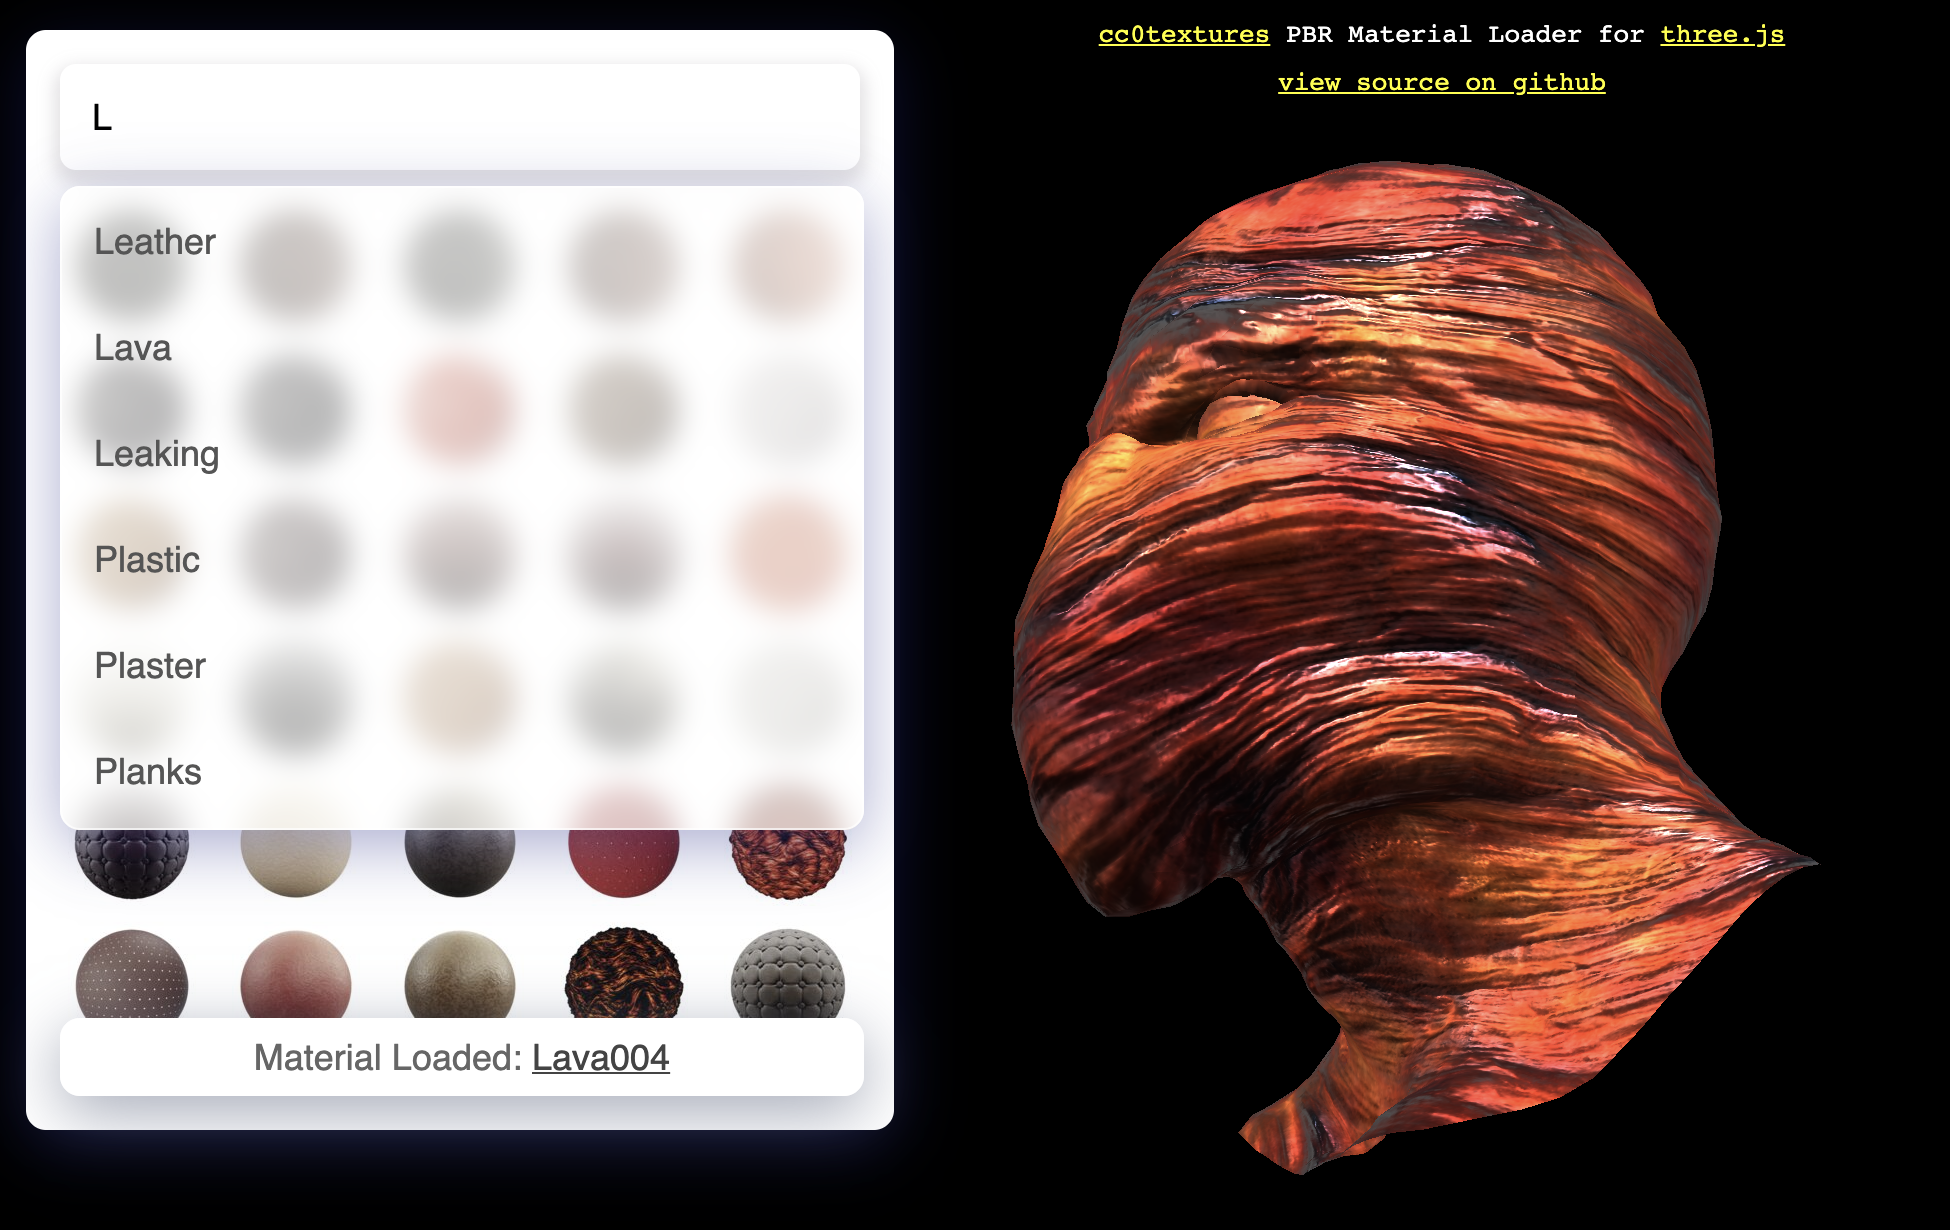 L
Leather
Lava
Leaking
Plastic
Plaster
Planks
Material Loaded: Lava004
cc0textures PBR Material Loader for three.js
view source on github